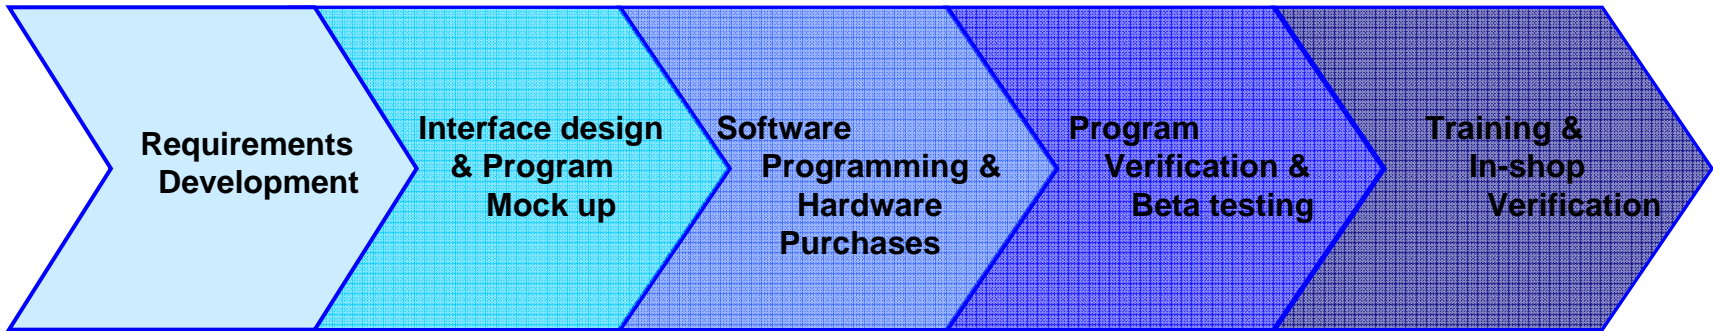 Requirements
Development
Interface design
& Program
Mock up
Software
Programming &
Hardware
Purchases
Program
Verification &
Beta testing
Training &
In-shop
Verification